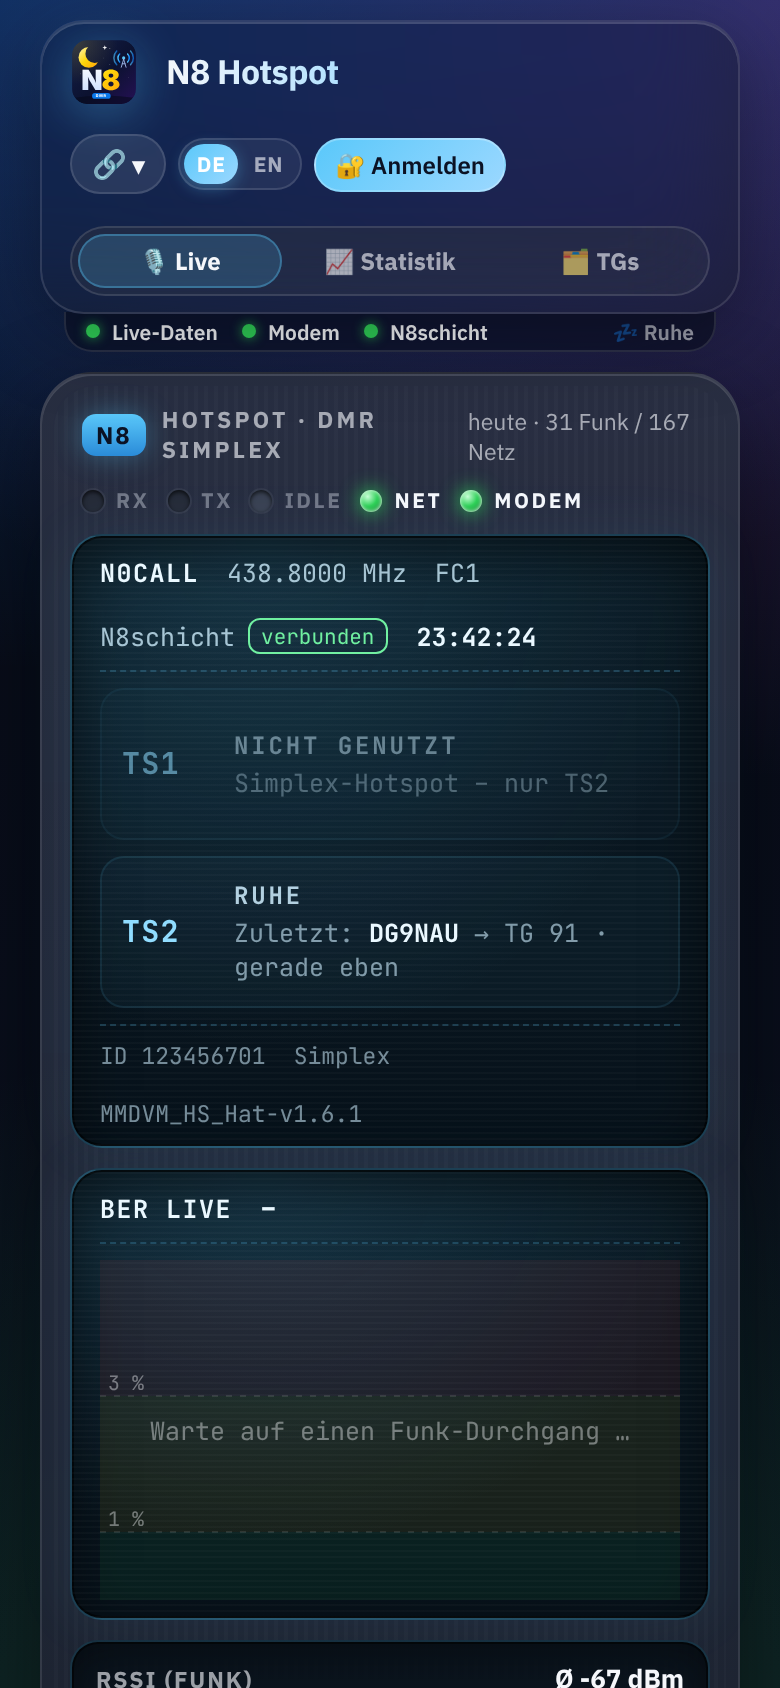 N8
N8 Hotspot
DE EN Anmelden
Live Statistik TGs
Live-Daten Modem N8schicht Ruhe
N8 HOTSPOT · DMR SIMPLEX
heute · 31 Funk / 167 Netz
RX TX IDLE NET MODEM
N0CALL 438.8000 MHz FC1
N8schicht verbunden 23:42:24
TS1
NICHT GENUTZT
Simplex-Hotspot – nur TS2
TS2
RUHE
Zuletzt: DG9NAU → TG 91 ·
gerade eben
ID 123456701 Simplex
MMDVM_HS_Hat-v1.6.1
BER LIVE –
3 %
Warte auf einen Funk-Durchgang …
1 %
RSSI (FUNK) Ø -67 dBm